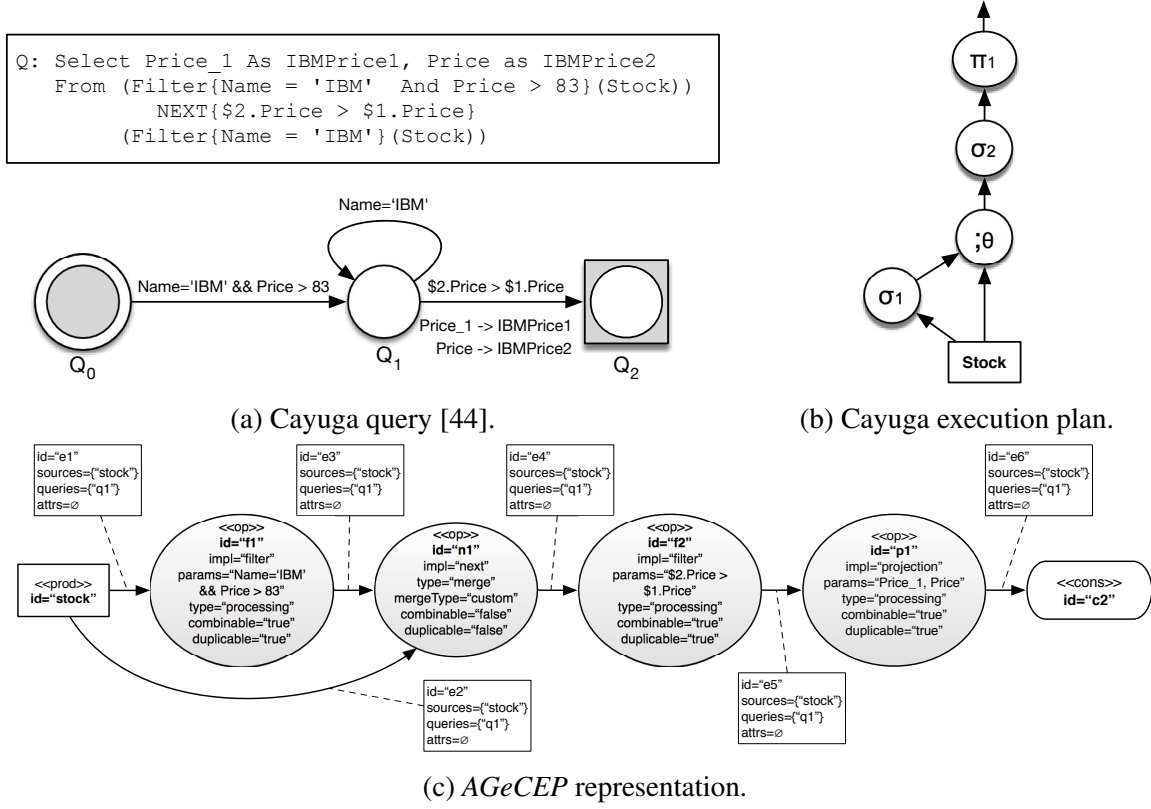 Q: Select Price_1 As IBMPrice1, Price as IBMPrice2
From (Filter{Name = 'IBM' And Price > 83}(Stock))
NEXT{$2.Price > $1.Price}
(Filter{Name = 'IBM'}(Stock))
Name='IBM'
Name='IBM' && Price > 83
$2.Price > $1.Price
Price_1 -> IBMPrice1
Price -> IBMPrice2
Q0
Q1
Q2
(a) Cayuga query [44].
π1
σ2
;θ
σ1
Stock
(b) Cayuga execution plan.
id="e1"
sources={"stock"}
queries={"q1"}
attrs=∅
id="e3"
sources={"stock"}
queries={"q1"}
attrs=∅
id="e4"
sources={"stock"}
queries={"q1"}
attrs=∅
id="e6"
sources={"stock"}
queries={"q1"}
attrs=∅
<<prod>>
id="stock"
<<op>>
id="f1"
impl="filter"
params="Name='IBM'
&& Price > 83"
type="processing"
combinable="true"
duplicable="true"
<<op>>
id="n1"
impl="next"
type="merge"
mergeType="custom"
combinable="false"
duplicable="false"
<<op>>
id="f2"
impl="filter"
params="$2.Price >
$1.Price"
type="processing"
combinable="true"
duplicable="true"
<<op>>
id="p1"
impl="projection"
params="Price_1, Price"
type="processing"
combinable="true"
duplicable="true"
<<cons>>
id="c2"
id="e2"
sources={"stock"}
queries={"q1"}
attrs=∅
id="e5"
sources={"stock"}
queries={"q1"}
attrs=∅
(c) AGeCEP representation.